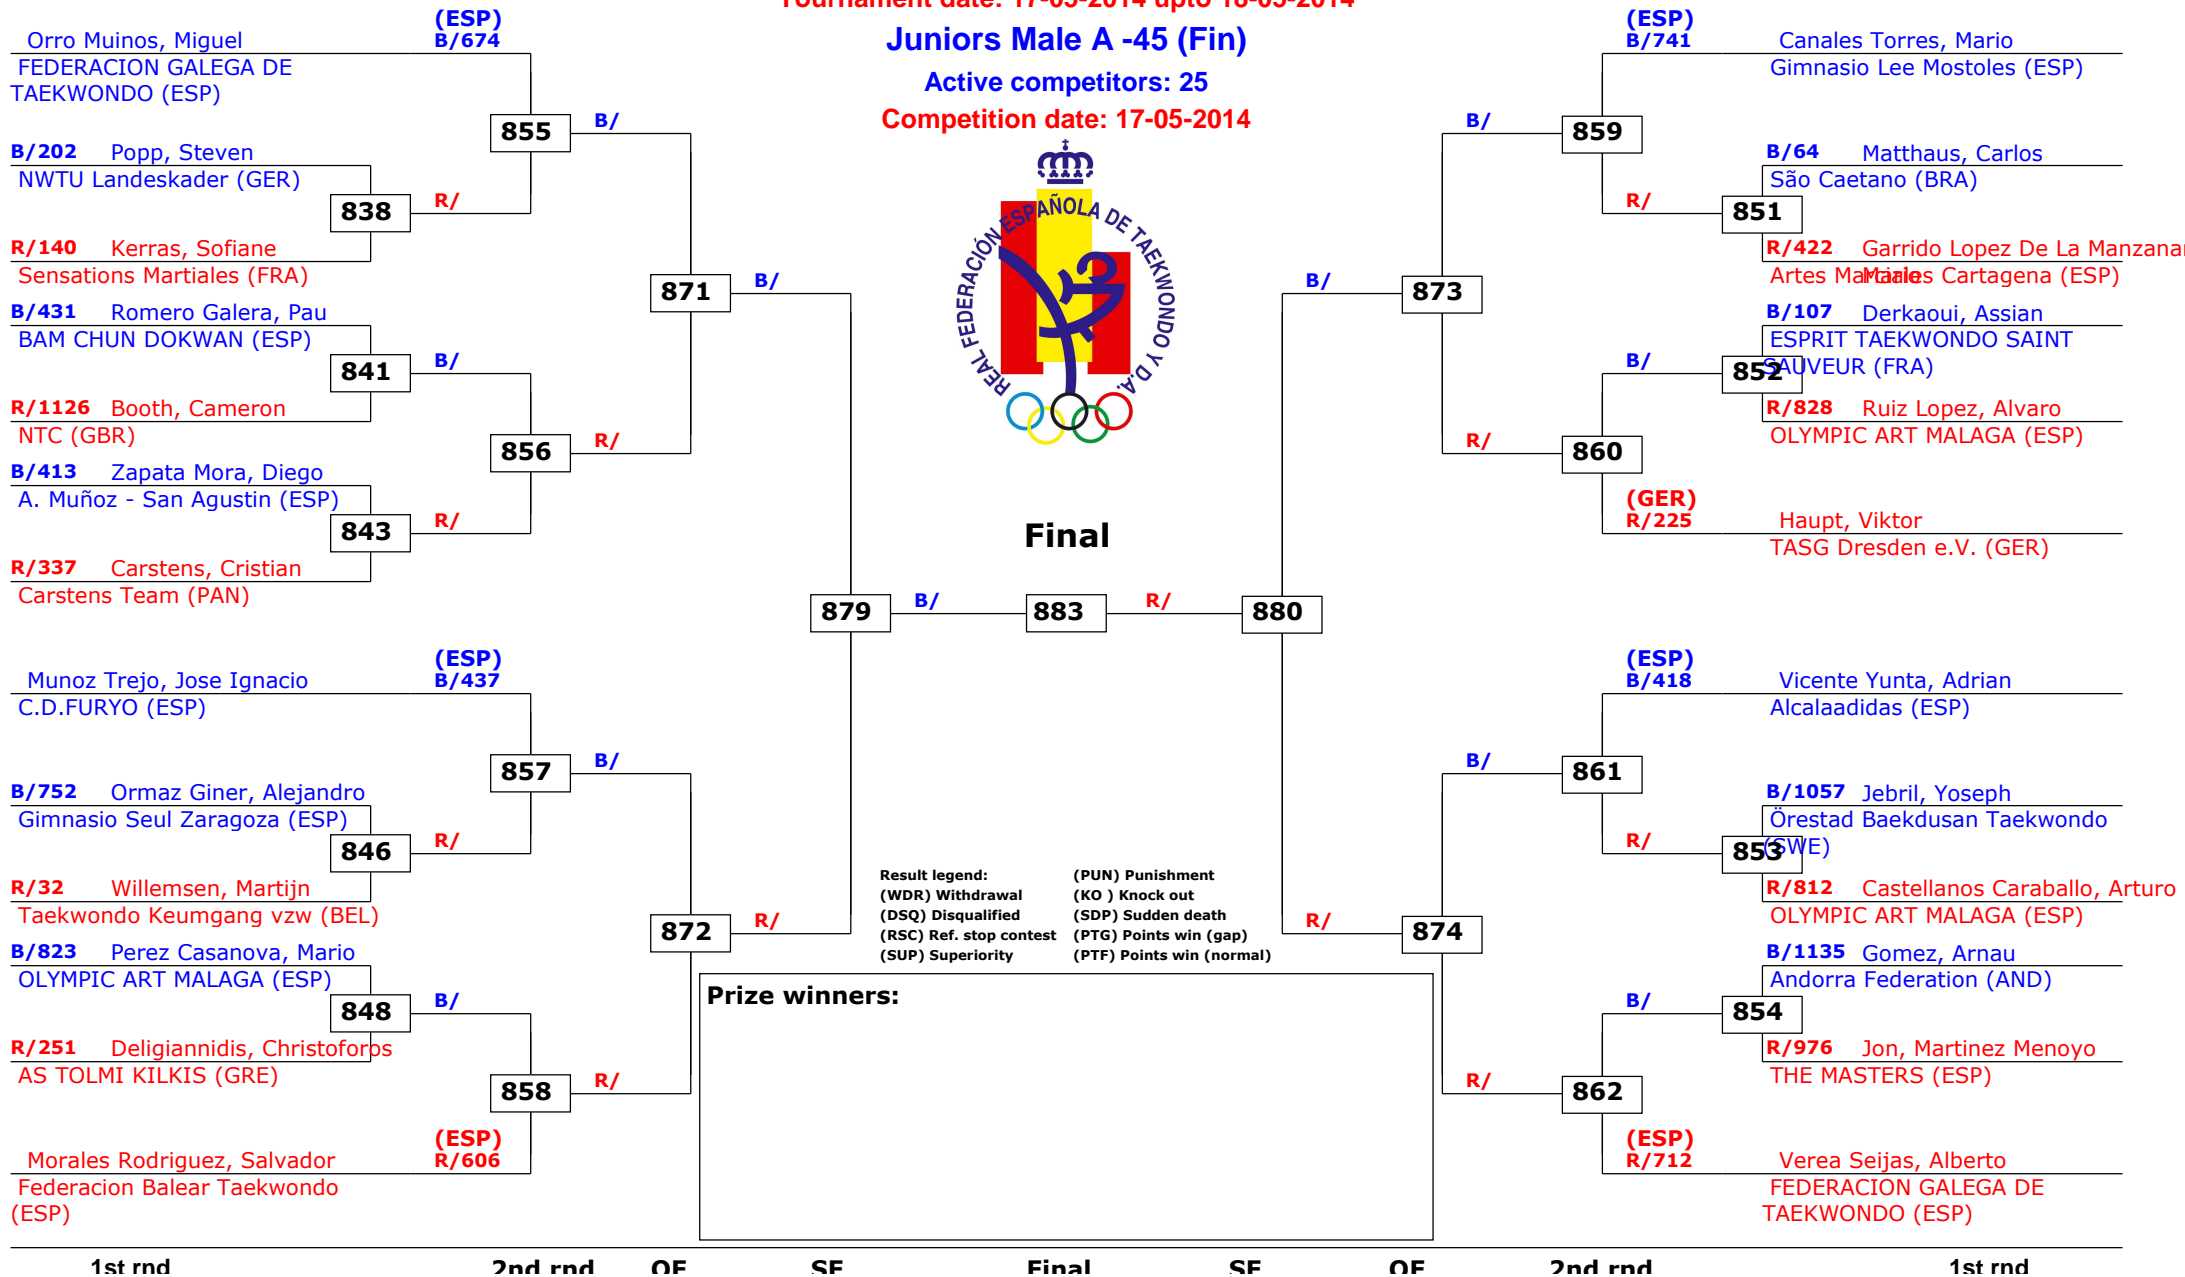 Tournament date: 17-05-2014 upto 18-05-2014
Juniors Male A -45 (Fin)
Active competitors: 25
Competition date: 17-05-2014
REAL FEDERACIÓN ESPAÑOLA DE TAEKWONDO Y D.A.
(ESP)
Orro Muinos, Miguel B/674
FEDERACION GALEGA DE
TAEKWONDO (ESP)
855 B/
B/202 Popp, Steven
NWTU Landeskader (GER)
838 R/
R/140 Kerras, Sofiane
Sensations Martiales (FRA)
871 B/
B/431 Romero Galera, Pau
BAM CHUN DOKWAN (ESP)
841 B/
R/1126 Booth, Cameron
NTC (GBR)
856 R/
B/413 Zapata Mora, Diego
A. Muñoz - San Agustin (ESP)
843 R/
R/337 Carstens, Cristian
Carstens Team (PAN)
(ESP)
Munoz Trejo, Jose Ignacio B/437
C.D.FURYO (ESP)
857 B/
B/752 Ormaz Giner, Alejandro
Gimnasio Seul Zaragoza (ESP)
846 R/
R/32 Willemsen, Martijn
Taekwondo Keumgang vzw (BEL)
872 R/
B/823 Perez Casanova, Mario
OLYMPIC ART MALAGA (ESP)
848 B/
R/251 Deligiannidis, Christoforos
AS TOLMI KILKIS (GRE)
858 R/
(ESP)
Morales Rodriguez, Salvador R/606
Federacion Balear Taekwondo
(ESP)
Final
879 B/ 883 R/ 880
(ESP)
B/741 Canales Torres, Mario
Gimnasio Lee Mostoles (ESP)
B/ 859
B/64 Matthaus, Carlos
São Caetano (BRA)
R/ 851
R/422 Garrido Lopez De La Manzanar
Mario
Artes Marciales Cartagena (ESP)
B/ 873
B/107 Derkaoui, Assian
ESPRIT TAEKWONDO SAINT
SAUVEUR (FRA)
B/ 852
R/828 Ruiz Lopez, Alvaro
OLYMPIC ART MALAGA (ESP)
R/ 860
(GER)
R/225 Haupt, Viktor
TASG Dresden e.V. (GER)
(ESP)
B/418 Vicente Yunta, Adrian
Alcalaadidas (ESP)
B/ 861
B/1057 Jebril, Yoseph
Örestad Baekdusan Taekwondo
(SWE)
R/ 853
R/812 Castellanos Caraballo, Arturo
OLYMPIC ART MALAGA (ESP)
R/ 874
B/1135 Gomez, Arnau
Andorra Federation (AND)
B/ 854
R/976 Jon, Martinez Menoyo
THE MASTERS (ESP)
R/ 862
(ESP)
R/712 Verea Seijas, Alberto
FEDERACION GALEGA DE
TAEKWONDO (ESP)
Result legend: (PUN) Punishment
(WDR) Withdrawal (KO ) Knock out
(DSQ) Disqualified (SDP) Sudden death
(RSC) Ref. stop contest (PTG) Points win (gap)
(SUP) Superiority (PTF) Points win (normal)
Prize winners:
1st rnd 2nd rnd QF SF Final SF QF 2nd rnd 1st rnd